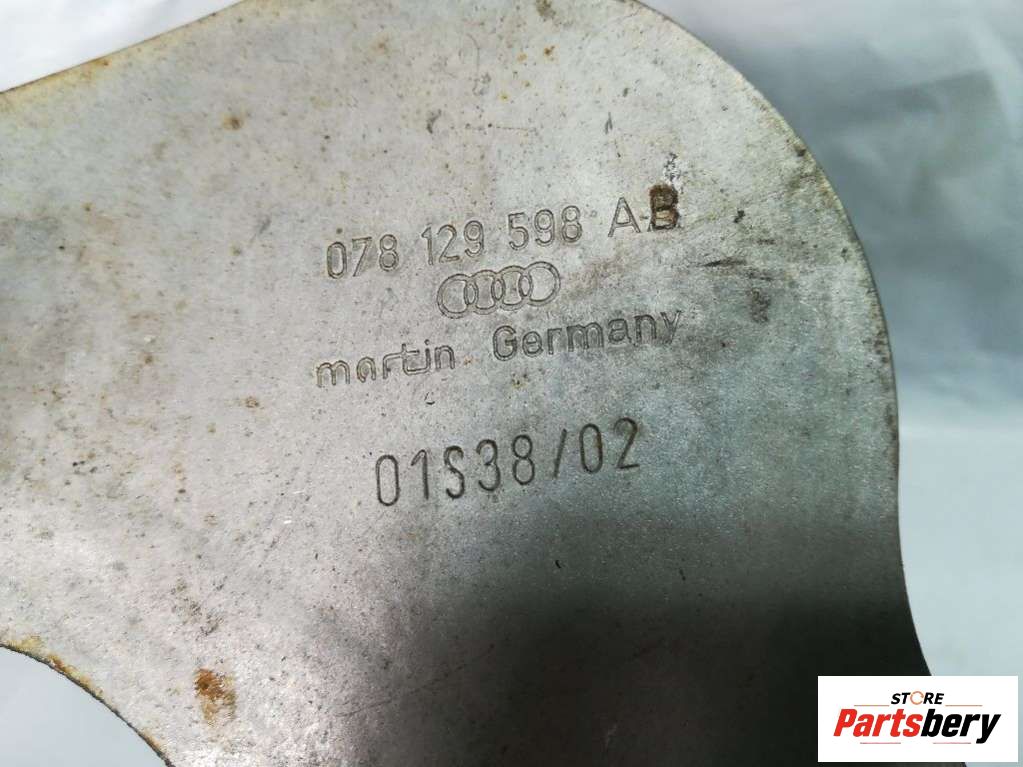 078 129 598 AB
martin Germany
01S38/02
STORE
Partsbery